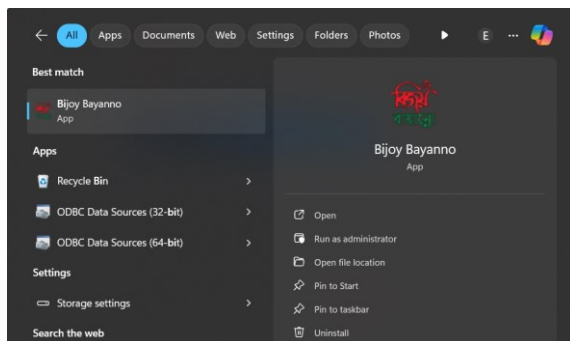 All Apps Documents Web Settings Folders Photos E ...
Best match
Bijoy Bayanno
App
Apps
Recycle Bin
ODBC Data Sources (32-bit)
ODBC Data Sources (64-bit)
Settings
Storage settings
Search the web
বিজয়
বায়ান্নো
Bijoy Bayanno
App
Open
Run as administrator
Open file location
Pin to Start
Pin to taskbar
Uninstall